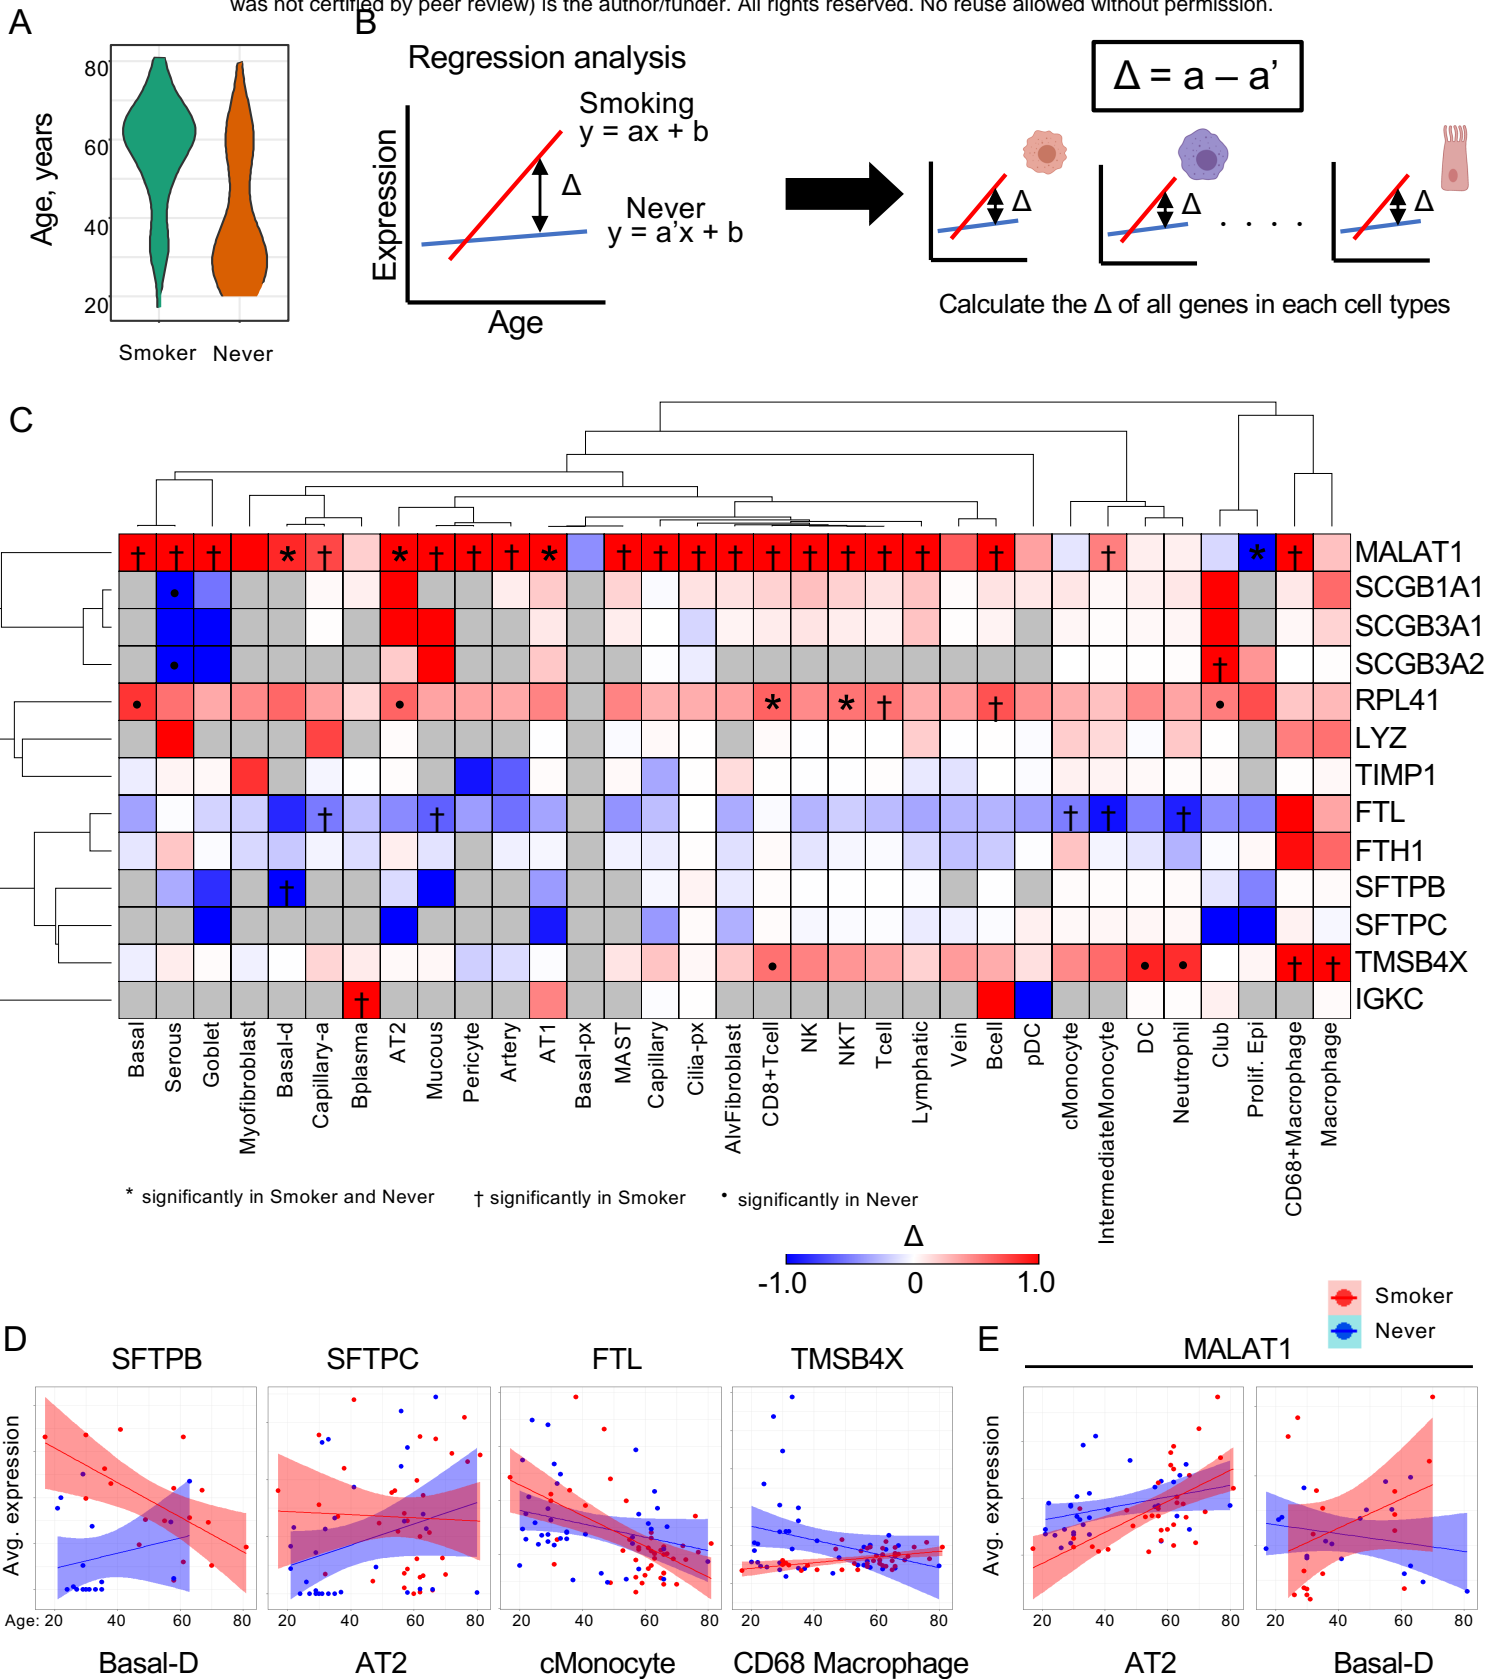 was not certified by peer review) is the author/funder. All rights reserved. No reuse allowed without permission.
A
Age, years
80
60
40
20
Smoker Never
B
Regression analysis
Expression
Smoking
y = ax + b
Δ
Never
y = a’x + b
Age
Δ = a – a’
Δ
Δ
. . . .
Δ
Calculate the Δ of all genes in each cell types
C
MALAT1
SCGB1A1
SCGB3A1
SCGB3A2
RPL41
LYZ
TIMP1
FTL
FTH1
SFTPB
SFTPC
TMSB4X
IGKC
Basal
Serous
Goblet
Myofibroblast
Basal-d
Capillary-a
Bplasma
AT2
Mucous
Pericyte
Artery
AT1
Basal-px
MAST
Capillary
Cilia-px
AlvFibroblast
CD8+Tcell
NK
NKT
Tcell
Lymphatic
Vein
Bcell
pDC
cMonocyte
IntermediateMonocyte
DC
Neutrophil
Club
Prolif. Epi
CD68+Macrophage
Macrophage
* significantly in Smoker and Never † significantly in Smoker • significantly in Never
Δ
-1.0 0 1.0
Smoker
Never
D
SFTPB SFTPC FTL TMSB4X
Avg. expression
Age: 20 40 60 80 20 40 60 80 20 40 60 80 20 40 60 80
Basal-D AT2 cMonocyte CD68 Macrophage
E
MALAT1
Avg. expression
20 40 60 80 20 40 60 80
AT2 Basal-D